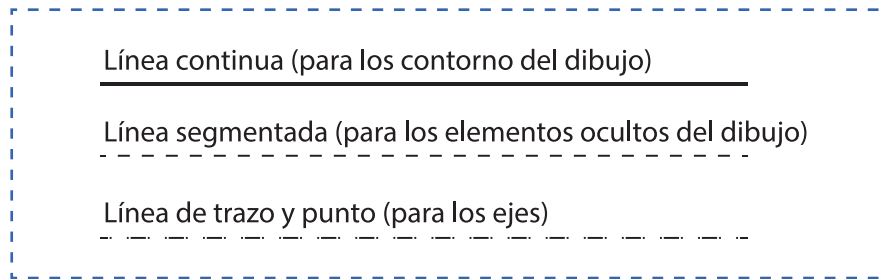 Línea continua (para los contorno del dibujo)
Línea segmentada (para los elementos ocultos del dibujo)
Línea de trazo y punto (para los ejes)